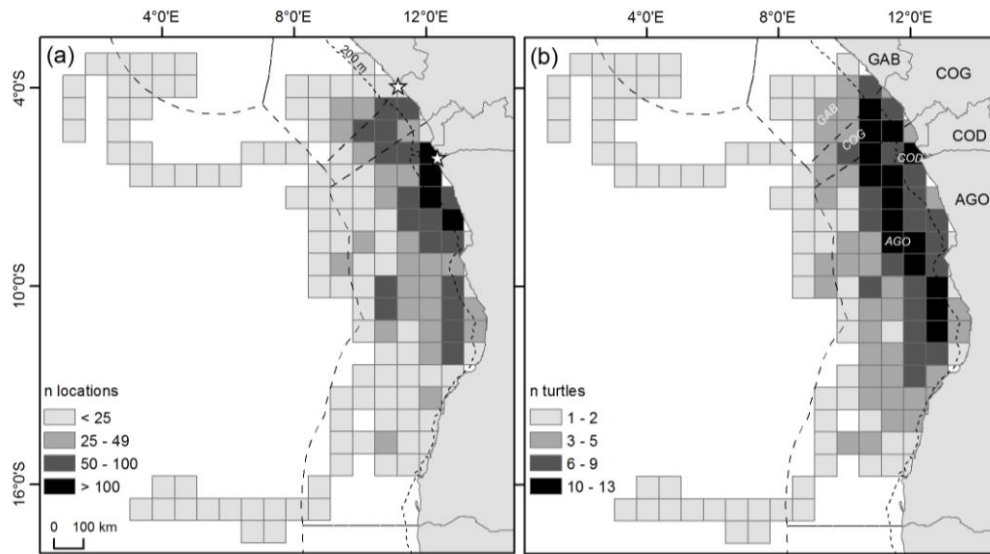 4°0'E 8°0'E 12°0'E 4°0'E 8°0'E 12°0'E
(a)
200 m
4°0'S
10°0'S
16°0'S
n locations
< 25
25 - 49
50 - 100
> 100
0 100 km
(b)
GAB
COG
COD
AGO
GAB
COG
COD
AGO
n turtles
1 - 2
3 - 5
6 - 9
10 - 13